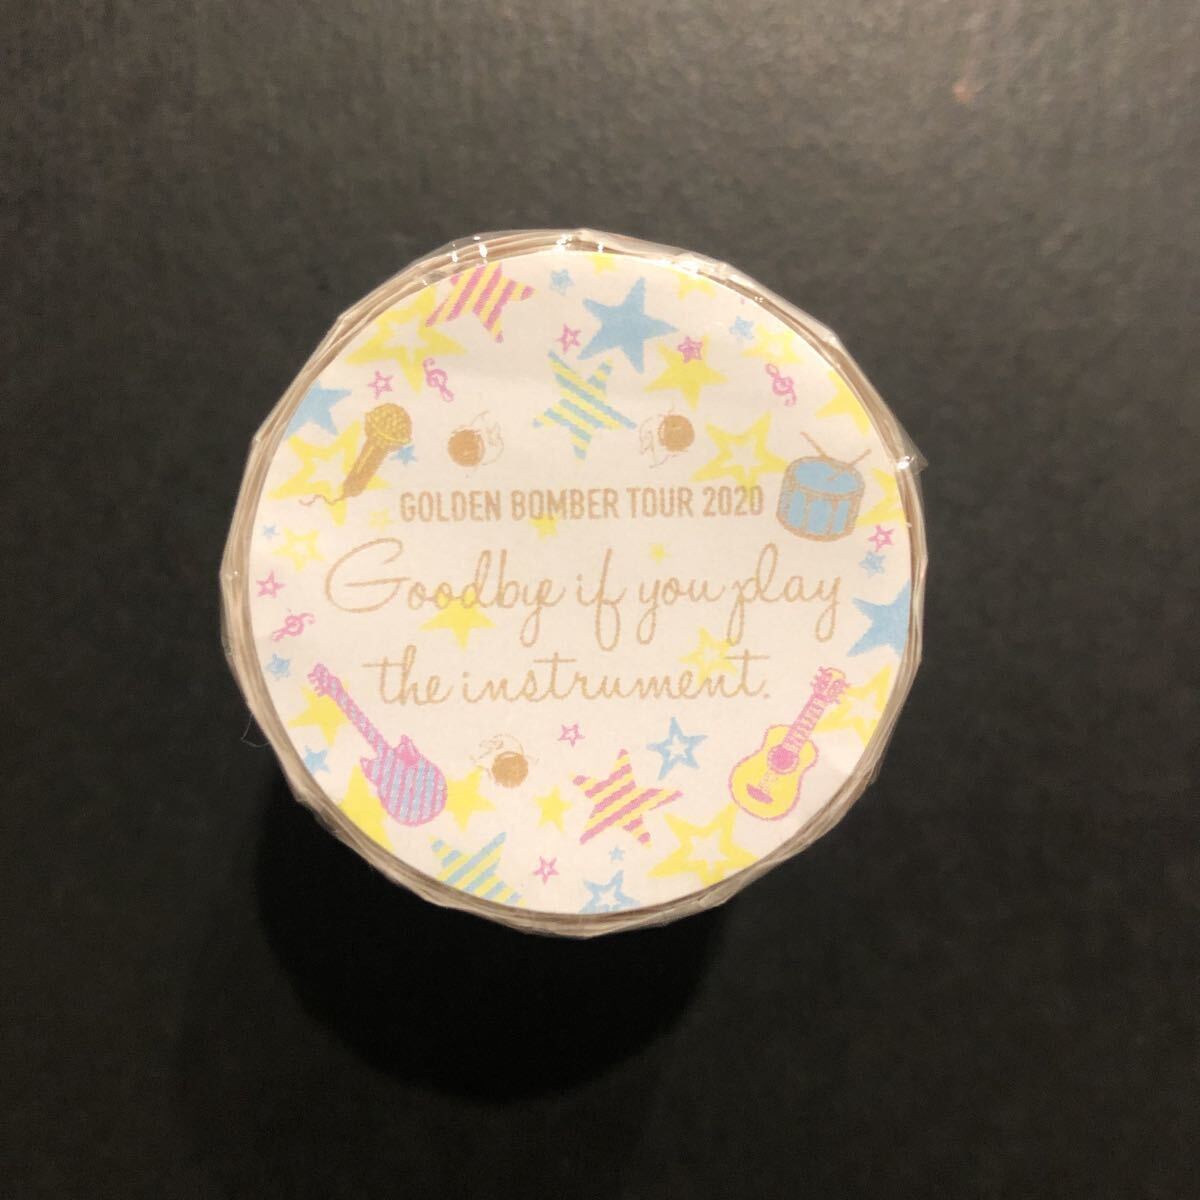 GOLDEN BOMBER TOUR 2020
Goodbye if you play
the instrument.